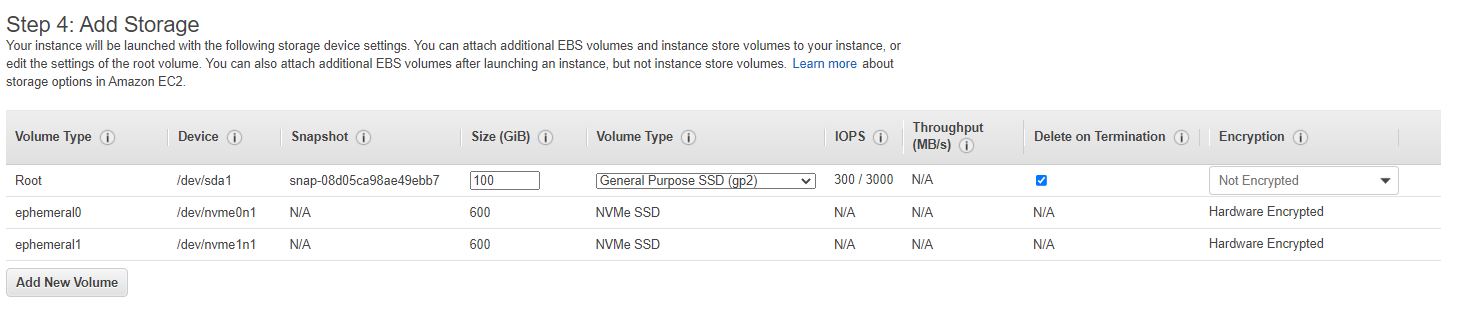 Step 4: Add Storage
Your instance will be launched with the following storage device settings. You can attach additional EBS volumes and instance store volumes to your instance, or
edit the settings of the root volume. You can also attach additional EBS volumes after launching an instance, but not instance store volumes. Learn more about
storage options in Amazon EC2.
Volume Type Device Snapshot Size (GiB) Volume Type IOPS Throughput (MB/s) Delete on Termination Encryption
Root /dev/sda1 snap-08d05ca98ae49ebb7 100 General Purpose SSD (gp2) 300 / 3000 N/A Not Encrypted
ephemeral0 /dev/nvme0n1 N/A 600 NVMe SSD N/A N/A N/A Hardware Encrypted
ephemeral1 /dev/nvme1n1 N/A 600 NVMe SSD N/A N/A N/A Hardware Encrypted
Add New Volume